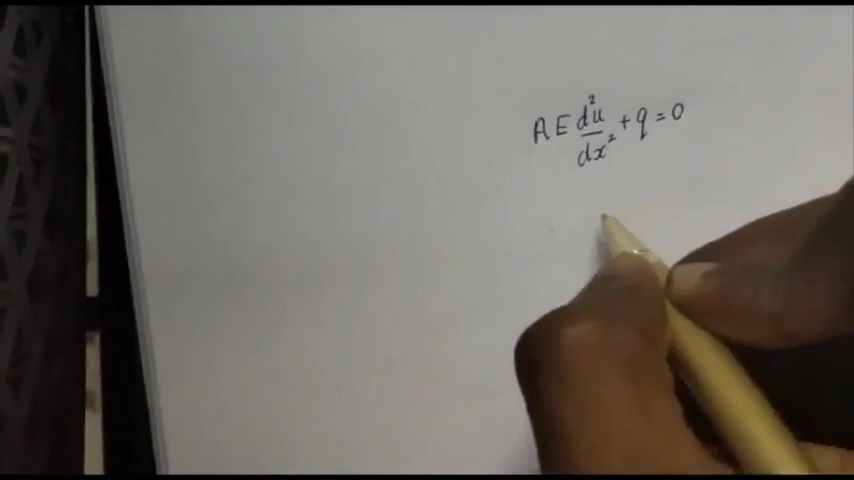 AE d²u/dx² + q = 0